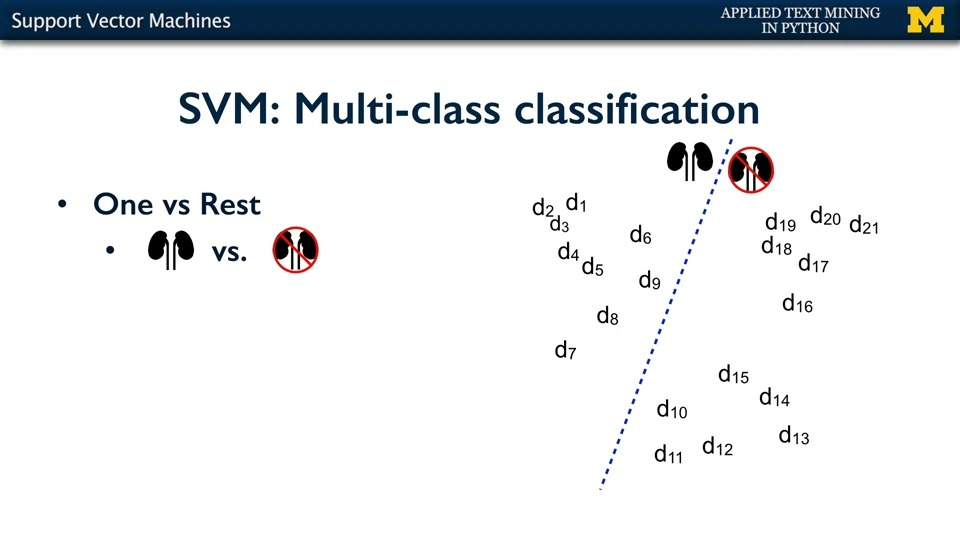 Support Vector Machines
APPLIED TEXT MINING
IN PYTHON
M
SVM: Multi-class classification
• One vs Rest
• vs.
d1
d2
d3
d4
d5
d6
d9
d8
d7
d19
d20
d21
d18
d17
d16
d15
d14
d10
d13
d12
d11